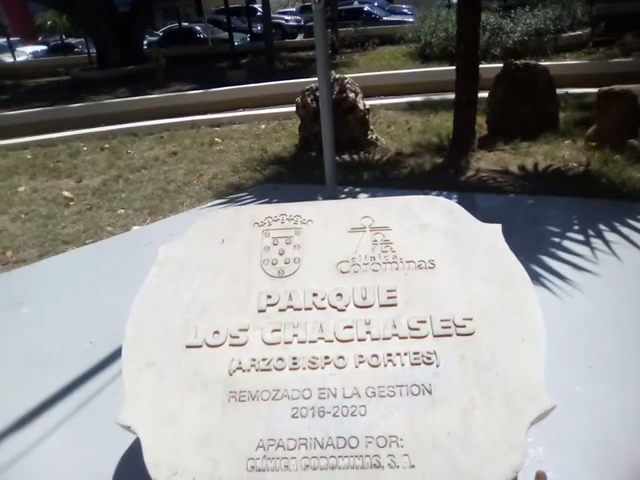 clínica
Corominas
PARQUE
LOS CHACHASES
(ARZOBISPO PORTES)
REMOZADO EN LA GESTION
2016-2020
APADRINADO POR:
CLÍNICA COROMINAS, S. A.